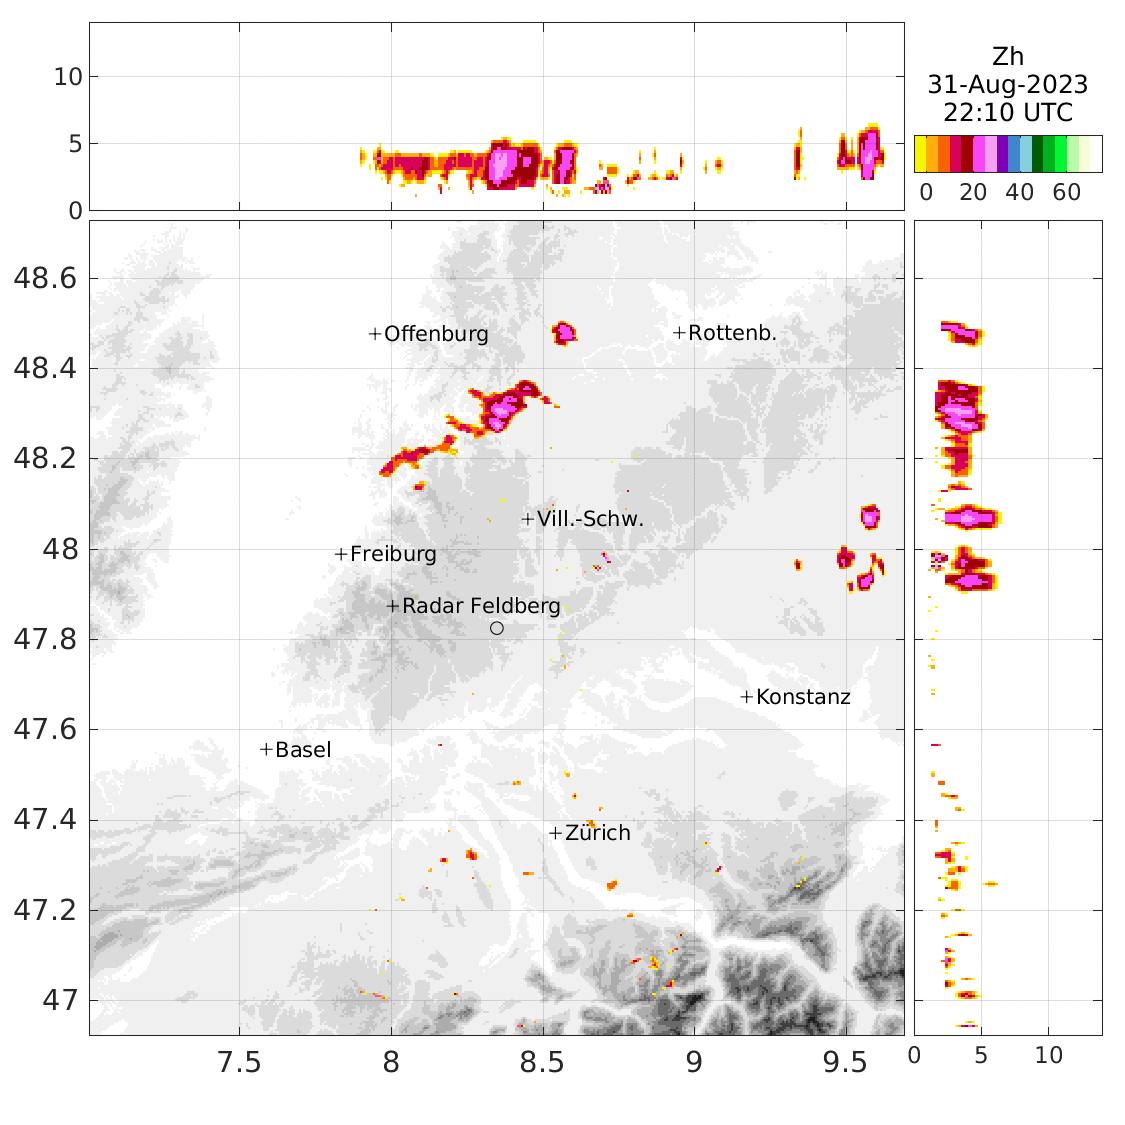 Zh
31-Aug-2023
22:10 UTC
10
5
0
0 20 40 60
48.6
Offenburg
Rottenb.
48.4
48.2
Vill.-Schw.
48
Freiburg
Radar Feldberg
47.8
Konstanz
47.6
Basel
47.4
Zürich
47.2
47
7.5 8 8.5 9 9.5
0 5 10